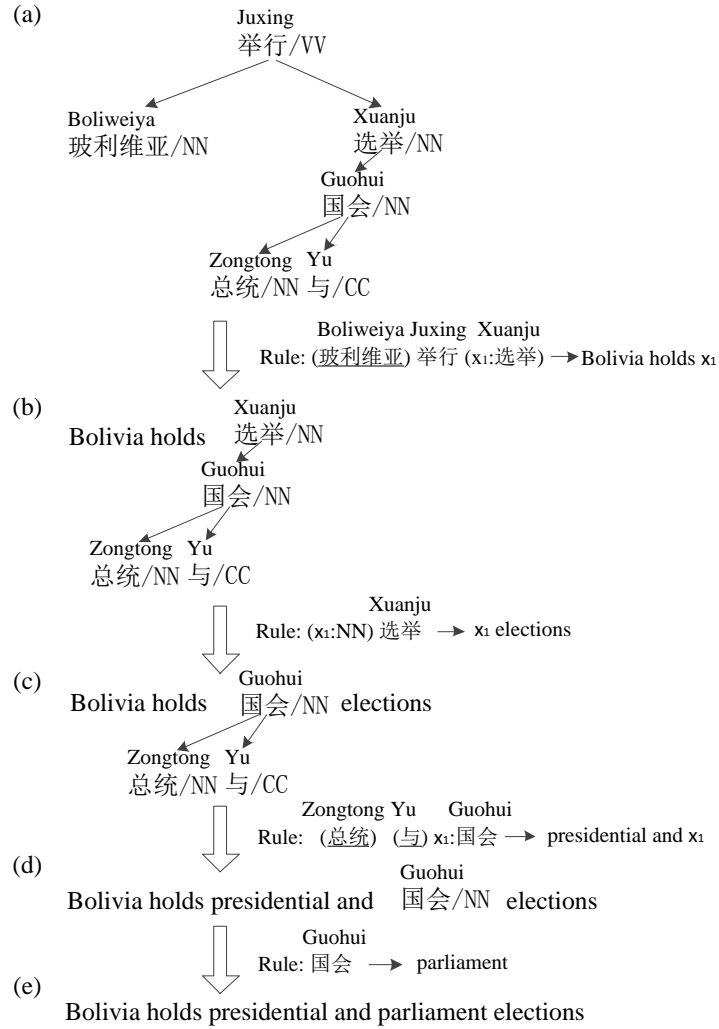 (a)
Juxing
举行/VV
Boliweiya Xuanju
玻利维亚/NN 选举/NN
Guohui
国会/NN
Zongtong Yu
总统/NN 与/CC
Boliweiya Juxing Xuanju
Rule: (玻利维亚) 举行 (x1:选举) → Bolivia holds x1
(b)
Xuanju
Bolivia holds 选举/NN
Guohui
国会/NN
Zongtong Yu
总统/NN 与/CC
Xuanju
Rule: (x1:NN) 选举 → x1 elections
(c)
Guohui
Bolivia holds 国会/NN elections
Zongtong Yu
总统/NN 与/CC
Zongtong Yu Guohui
Rule: (总统) (与) x1:国会 → presidential and x1
(d)
Guohui
Bolivia holds presidential and 国会/NN elections
Guohui
Rule: 国会 → parliament
(e)
Bolivia holds presidential and parliament elections